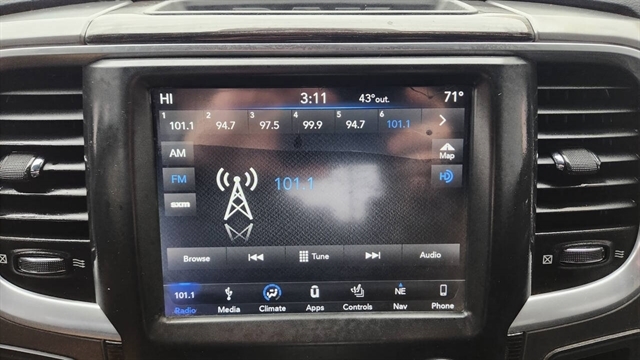 HI 3:11 43°out. 71°
1 2 3 4 5 6
101.1 94.7 97.5 99.9 94.7 101.1
AM Map
FM HD
101.1
sxm
Browse Tune Audio
101.1 NE
Radio Media Climate Apps Controls Nav Phone